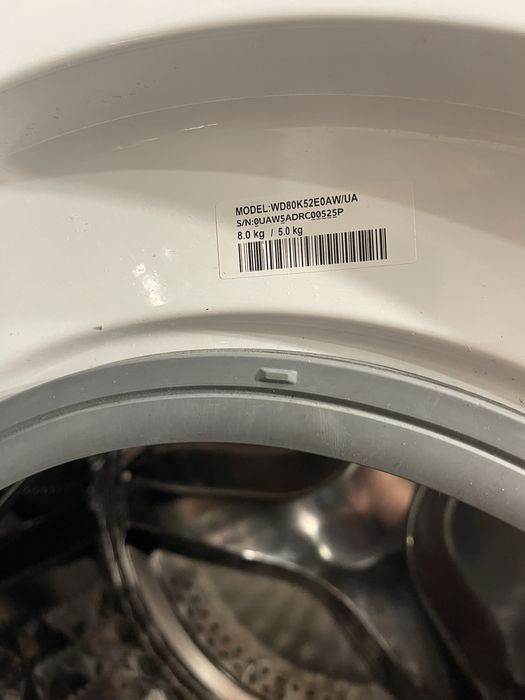 MODEL:WD80K52E0AW/UA
S/N:0UAW5ADRC00525P
8.0 kg / 5.0 kg